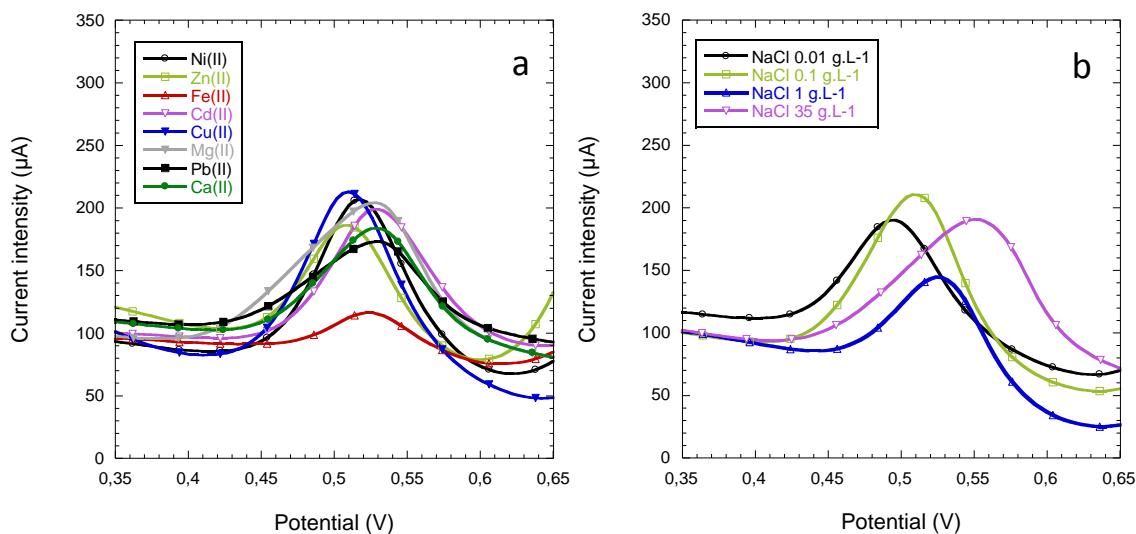 a
Ni(II)
Zn(II)
Fe(II)
Cd(II)
Cu(II)
Mg(II)
Pb(II)
Ca(II)
Current intensity (µA)
350
300
250
200
150
100
50
0
0,35
0,4
0,45
0,5
0,55
0,6
0,65
Potential (V)
b
NaCl 0.01 g.L-1
NaCl 0.1 g.L-1
NaCl 1 g.L-1
NaCl 35 g.L-1
Current intensity (µA)
350
300
250
200
150
100
50
0
0,35
0,4
0,45
0,5
0,55
0,6
0,65
Potential (V)